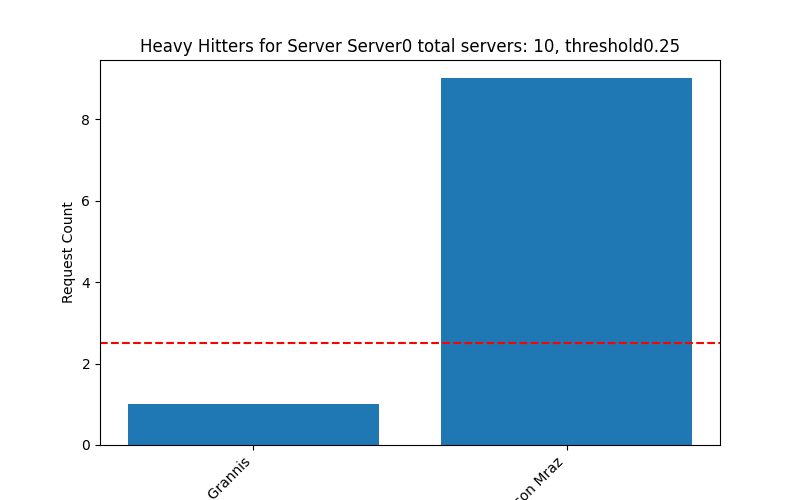 Heavy Hitters for Server Server0 total servers: 10, threshold0.25
Request Count
8
6
4
2
0
Grannis
son Mraz